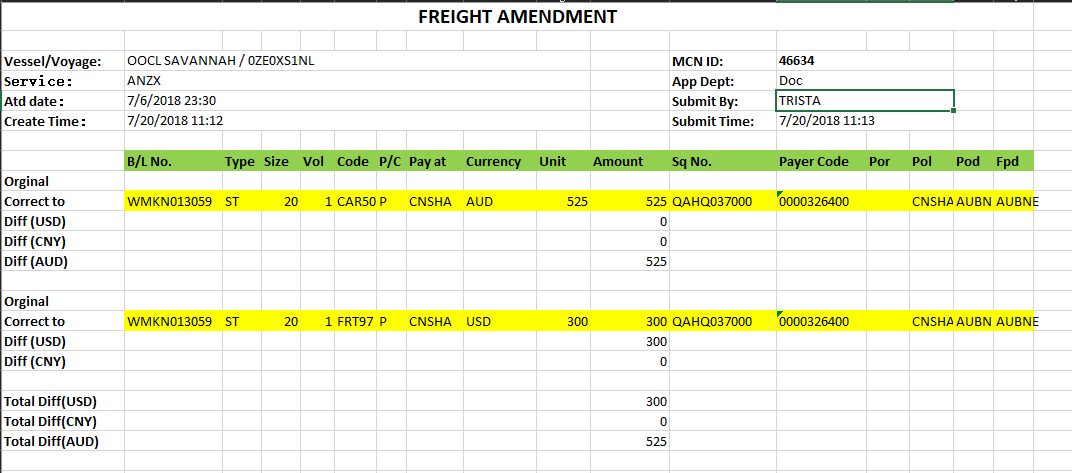 FREIGHT AMENDMENT
Vessel/Voyage: OOCL SAVANNAH / 0ZE0XS1NL MCN ID: 46634
Service: ANZX App Dept: Doc
Atd date: 7/6/2018 23:30 Submit By: TRISTA
Create Time: 7/20/2018 11:12 Submit Time: 7/20/2018 11:13
B/L No. Type Size Vol Code P/C Pay at Currency Unit Amount Sq No. Payer Code Por Pol Pod Fpd
Orginal
Correct to WMKN013059 ST 20 1 CAR50 P CNSHA AUD 525 525 QAHQ037000 0000326400 CNSHA AUBN AUBNE
Diff (USD) 0
Diff (CNY) 0
Diff (AUD) 525
Orginal
Correct to WMKN013059 ST 20 1 FRT97 P CNSHA USD 300 300 QAHQ037000 0000326400 CNSHA AUBN AUBNE
Diff (USD) 300
Diff (CNY) 0
Total Diff(USD) 300
Total Diff(CNY) 0
Total Diff(AUD) 525